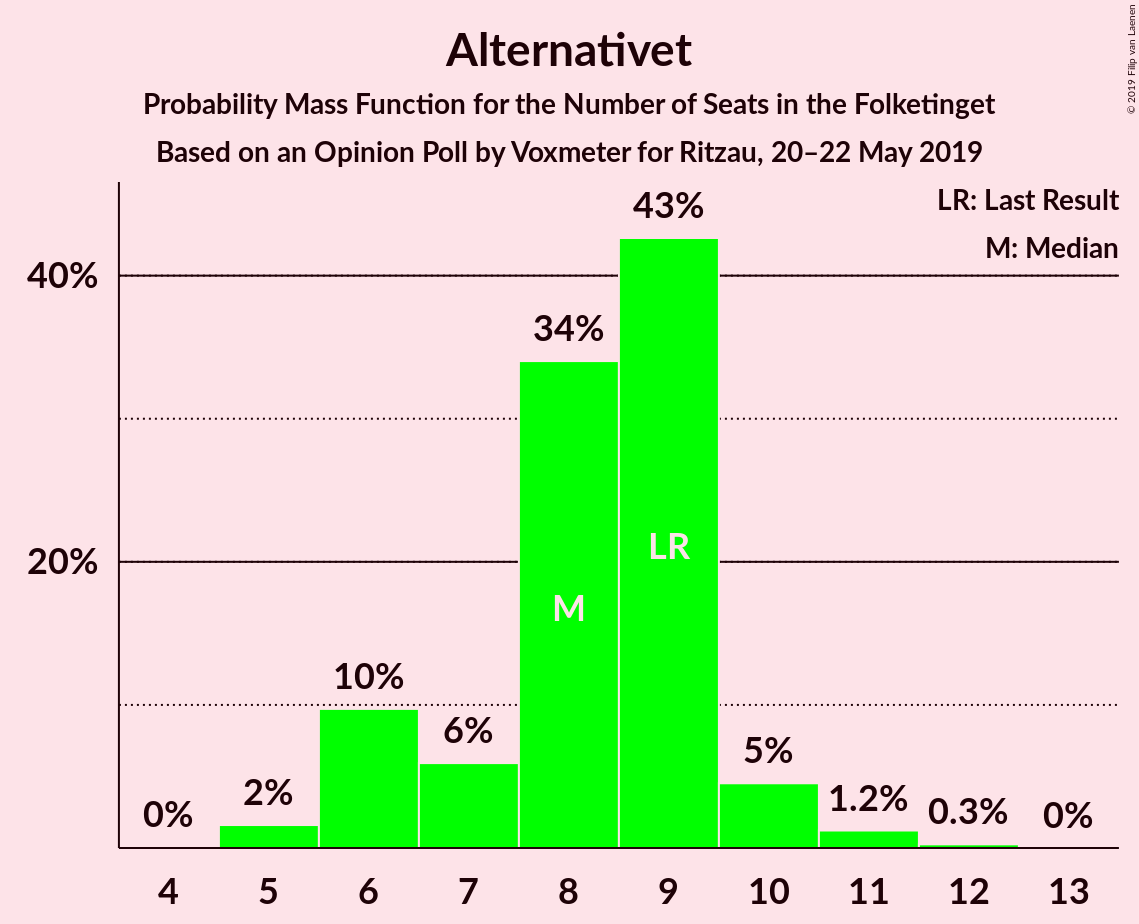 Alternativet
Probability Mass Function for the Number of Seats in the Folketinget
Based on an Opinion Poll by Voxmeter for Ritzau, 20–22 May 2019
© 2019 Filip van Laenen
LR: Last Result
M: Median
43%
40%
34%
LR
20%
M
10%
6%
5%
2%
1.2%
0.3%
0%
0%
4 5 6 7 8 9 10 11 12 13